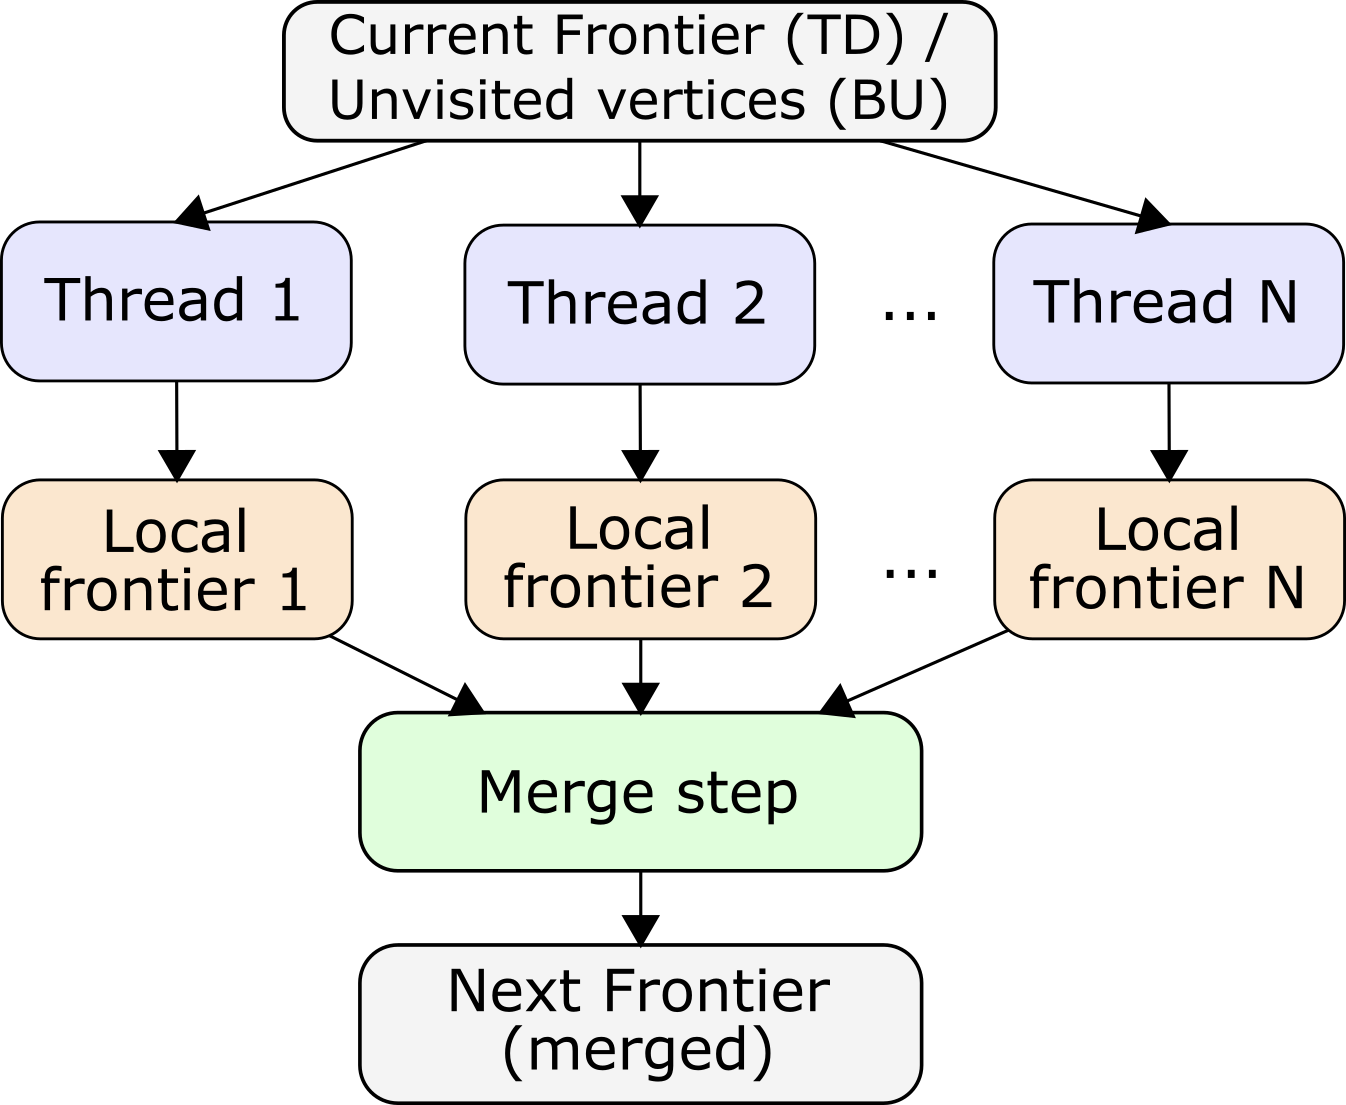 Current Frontier (TD) /
Unvisited vertices (BU)
Thread 1
Thread 2
...
Thread N
Local
frontier 1
Local
frontier 2
...
Local
frontier N
Merge step
Next Frontier
(merged)